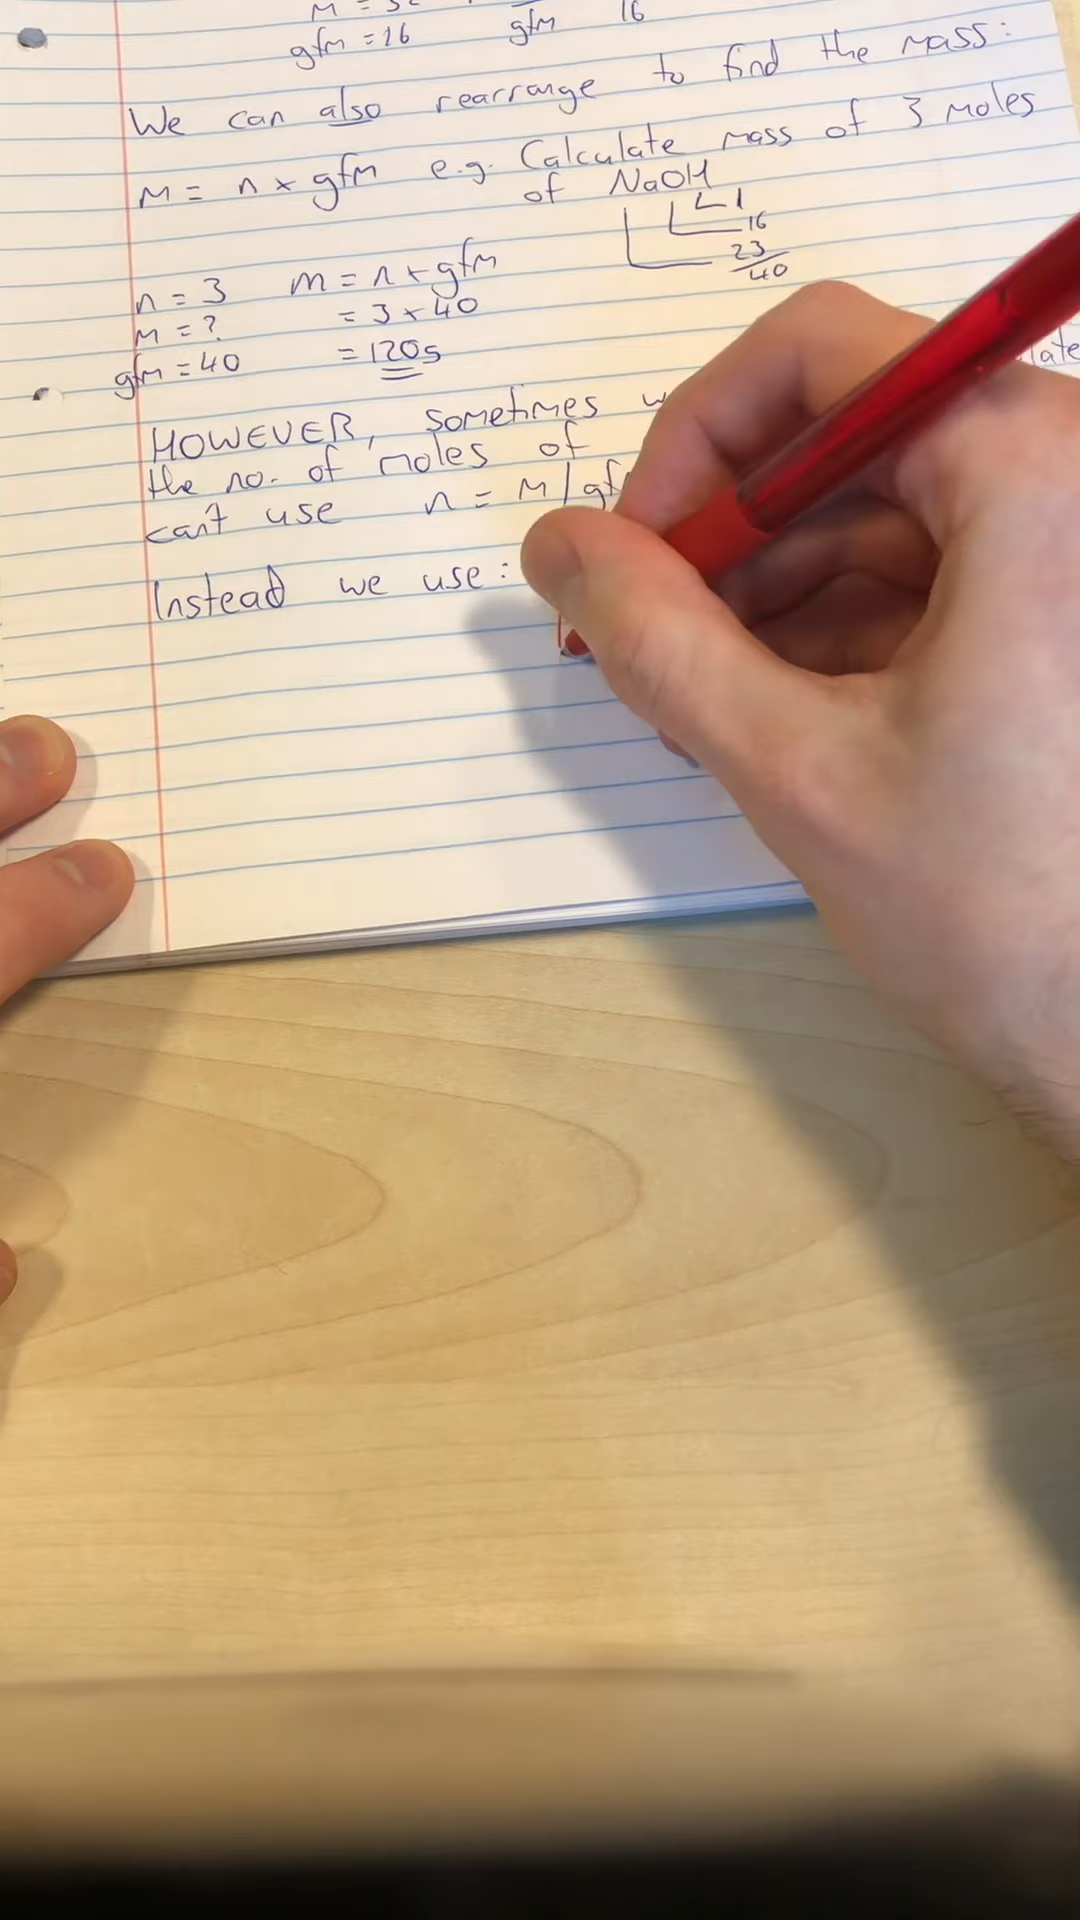 gfm = 16 gfm 16
We can also rearrange to find the mass:
m = n x gfm e.g. Calculate mass of 3 moles
of NaOH
1
16
23
40
n = 3 m = n x gfm
m = ? = 3 x 40
gfm = 40 = 120g
HOWEVER, sometimes
the no. of moles of
can't use n = m/gf
Instead we use: